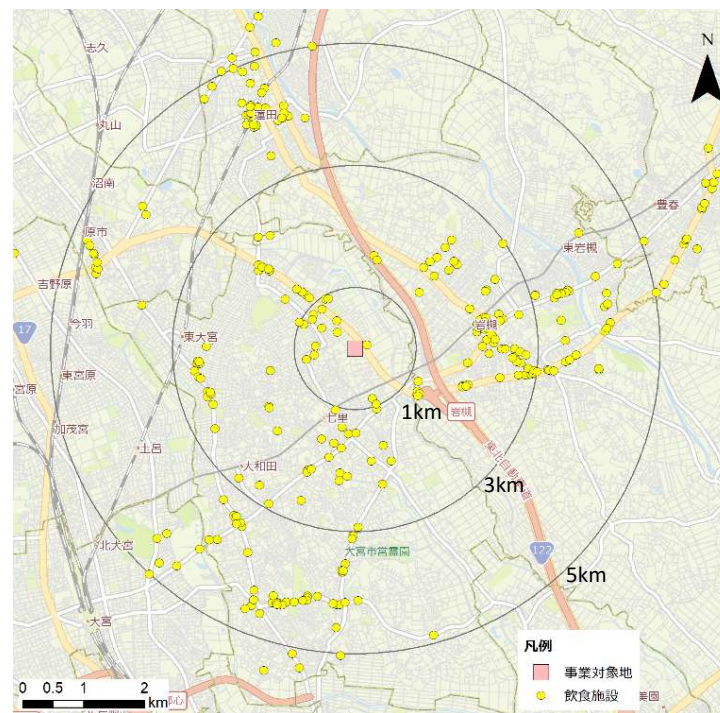 志久
N
蓮田
丸山
沼南
豊春
原市
東岩槻
吉野原
17
今羽
岩槻
東大宮
東宮原
宮原
1km
岩槻
七里
加茂宮
土呂
東北自動車道
大和田
3km
北大宮
大宮市営霊園
122
5km
大宮
凡例
事業対象地
飲食施設
0 0.5 1 2
km
都心
美園